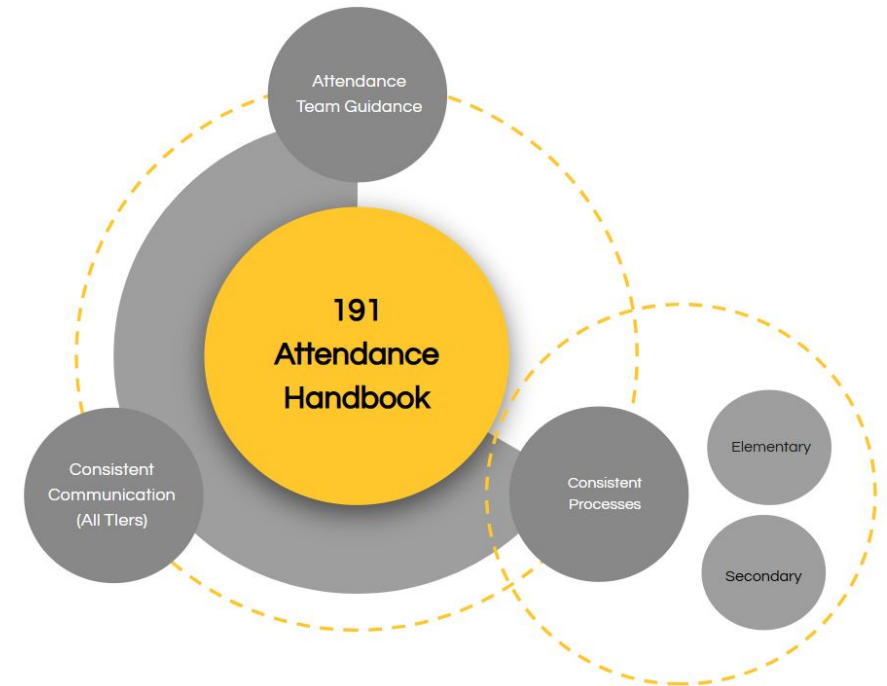 Attendance
Team Guidance
191
Attendance
Handbook
Consistent
Communication
(All TIers)
Consistent
Processes
Elementary
Secondary